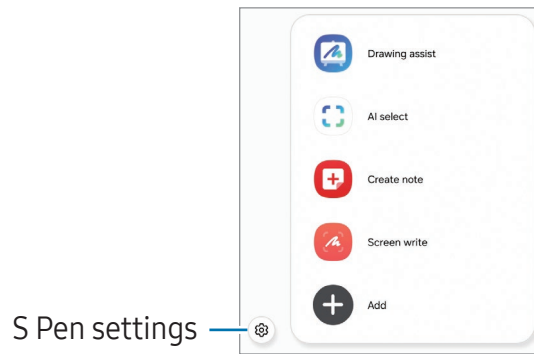 Drawing assist
AI select
Create note
Screen write
Add
S Pen settings